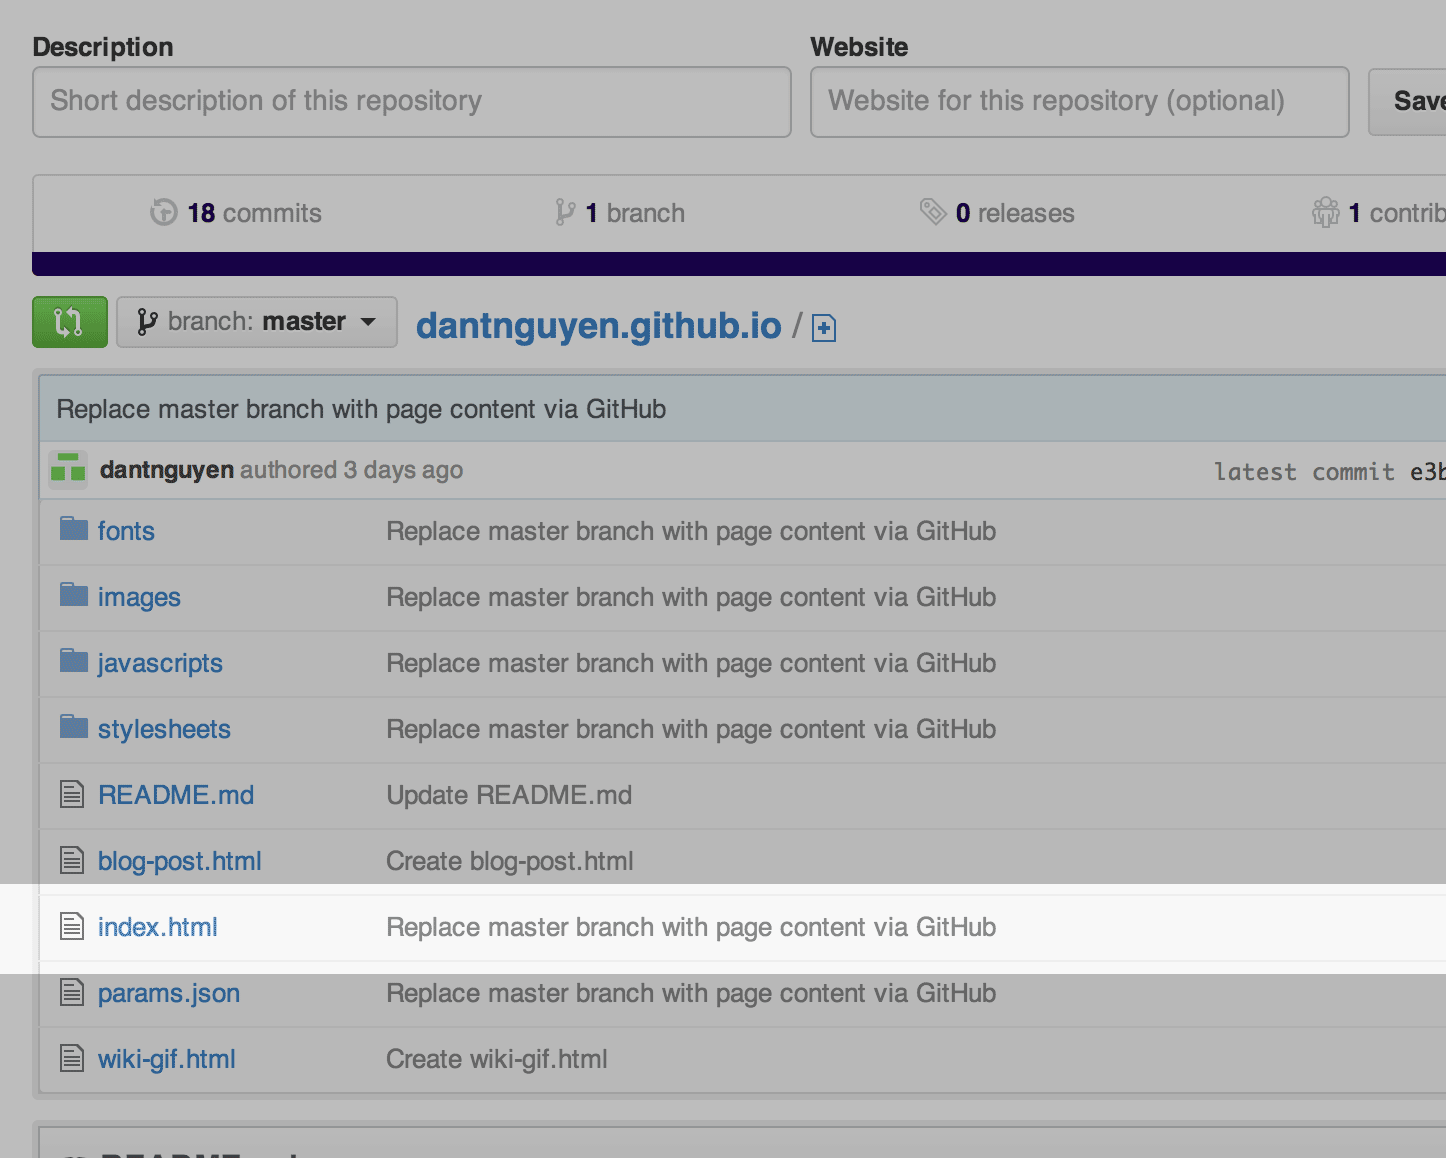 Description
Website
Short description of this repository
Website for this repository (optional)
Save
18 commits
1 branch
0 releases
1 contrib
branch: master
dantnguyen.github.io /
Replace master branch with page content via GitHub
dantnguyen authored 3 days ago
latest commit e3b
fonts
Replace master branch with page content via GitHub
images
Replace master branch with page content via GitHub
javascripts
Replace master branch with page content via GitHub
stylesheets
Replace master branch with page content via GitHub
README.md
Update README.md
blog-post.html
Create blog-post.html
index.html
Replace master branch with page content via GitHub
params.json
Replace master branch with page content via GitHub
wiki-gif.html
Create wiki-gif.html